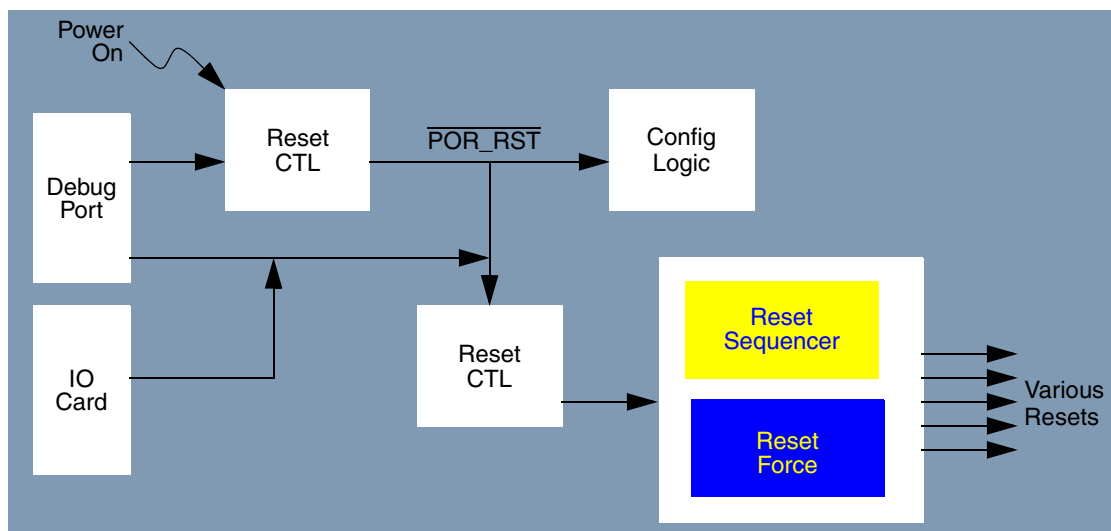 Power
On
Reset
CTL
POR_RST
Config
Logic
Debug
Port
IO
Card
Reset
CTL
Reset
Sequencer
Reset
Force
Various
Resets